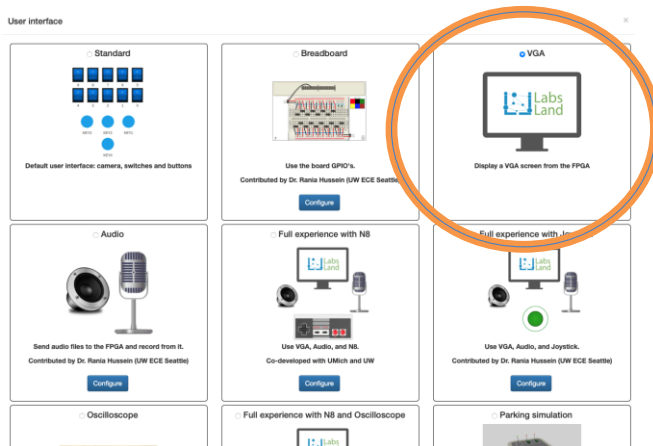 User interface
×
Standard
Breadboard
VGA
Labs
Land
Default user interface: camera, switches and buttons
Use the board GPIO's.
Contributed by Dr. Rania Hussein (UW ECE Seattle)
Configure
Display a VGA screen from the FPGA
Audio
Full experience with N8
Full experience with
Labs
Land
Labs
Land
Send audio files to the FPGA and record from it.
Contributed by Dr. Rania Hussein (UW ECE Seattle)
Configure
Use VGA, Audio, and N8.
Co-developed with UMich and UW
Configure
Use VGA, Audio, and Joystick.
Contributed by Dr. Rania Hussein (UW ECE Seattle)
Configure
Oscilloscope
Full experience with N8 and Oscilloscope
Parking simulation
Labs